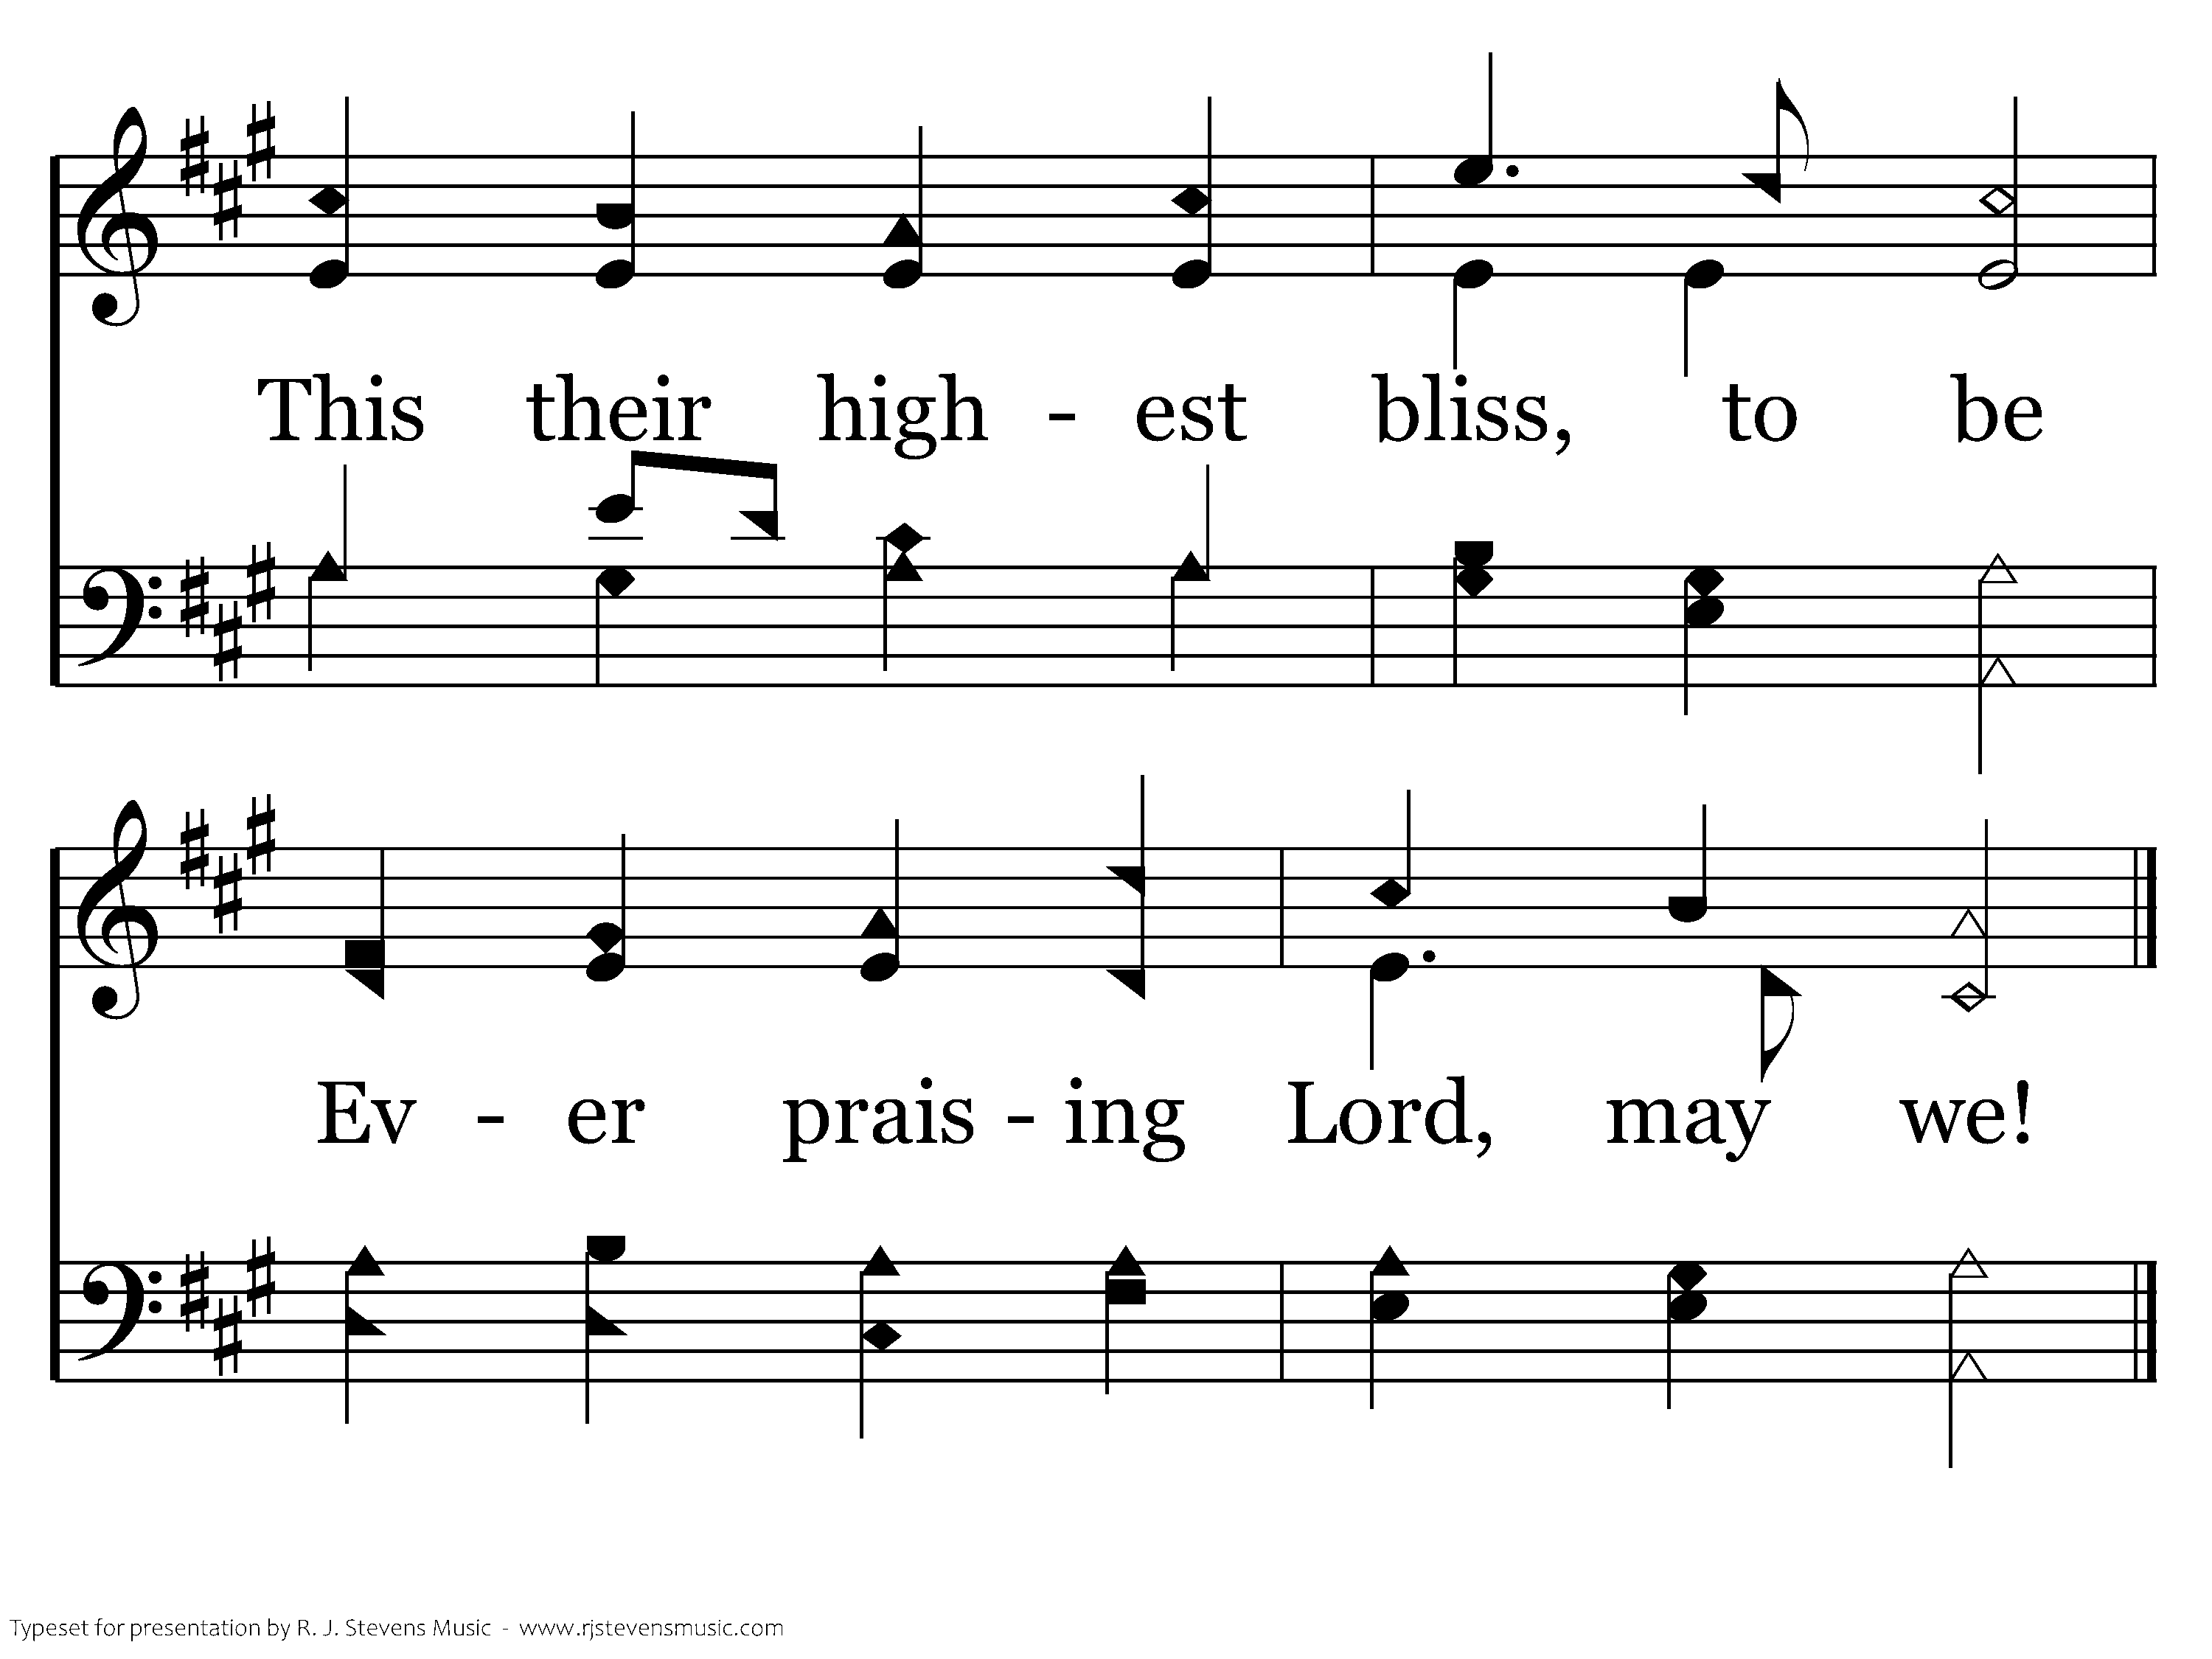 This their high - est bliss, to be
Ev - er prais - ing Lord, may we!
Typeset for presentation by R. J. Stevens Music - www.rjstevensmusic.com